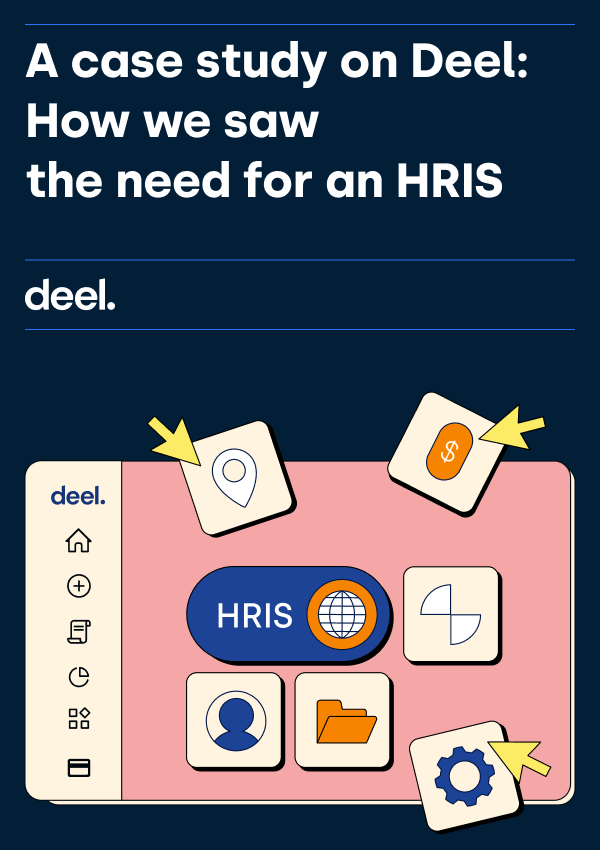 A case study on Deel:
How we saw
the need for an HRIS
deel.
$
deel.
HRIS